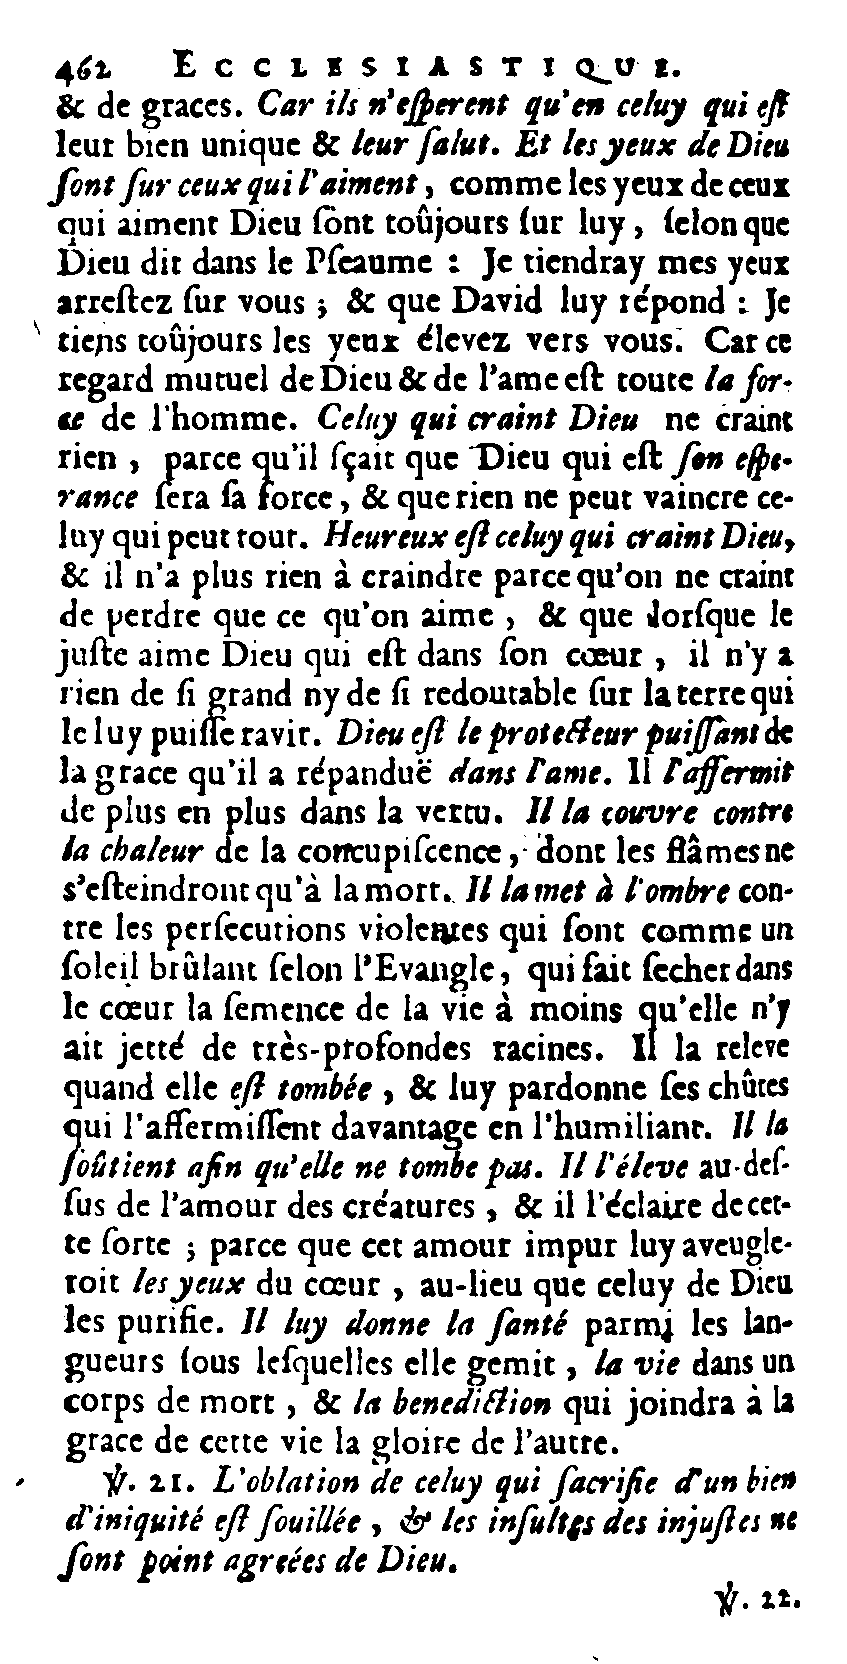 462 ECCLESIASTIQUE.
& de graces. Car ils n'eſperent qu'en celuy qui eſt
leur bien unique & leur ſalut. Et les yeux de Dieu
ſont ſur ceux qui l'aiment, comme les yeux de ceux
qui aiment Dieu ſont toûjours ſur luy, ſelon que
Dieu dit dans le Pſeaume : Je tiendray mes yeux
arreſtez ſur vous ; & que David luy répond : Je
tiens toûjours les yeux élevez vers vous. Car ce
regard mutuel de Dieu & de l'ame eſt toute la for-
ce de l'homme. Celuy qui craint Dieu ne craint
rien, parce qu'il ſçait que Dieu qui eſt ſon eſpe-
rance ſera ſa force, & que rien ne peut vaincre ce-
luy qui peut tout. Heureux eſt celuy qui craint Dieu,
& il n'a plus rien à craindre parce qu'on ne craint
de perdre que ce qu'on aime, & que lorſque le
juſte aime Dieu qui eſt dans ſon cœur, il n'y a
rien de ſi grand ny de ſi redoutable ſur la terre qui
le luy puiſſe ravir. Dieu eſt le protecteur puiſſant de
la grace qu'il a répanduë dans l'ame. Il l'affermit
de plus en plus dans la vertu. Il la couvre contre
la chaleur de la concupiſcence, dont les flâmes ne
s'eſteindront qu'à la mort. Il la met à l'ombre con-
tre les perſecutions violentes qui ſont comme un
ſoleil brûlant ſelon l'Evangle, qui fait ſecher dans
le cœur la ſemence de la vie à moins qu'elle n'y
ait jetté de très-profondes racines. Il la releve
quand elle eſt tombée, & luy pardonne ſes chûtes
qui l'affermiſſent davantage en l'humiliant. Il la
ſoûtient afin qu'elle ne tombe pas. Il l'éleve au-deſ-
ſus de l'amour des créatures, & il l'éclaire de cet-
te ſorte ; parce que cet amour impur luy aveugle-
roit les yeux du cœur, au-lieu que celuy de Dieu
les purifie. Il luy donne la ſanté parmi les lan-
gueurs ſous leſquelles elle gemit, la vie dans un
corps de mort, & la benediction qui joindra à la
grace de cette vie la gloire de l'autre.
℣. 21. L'oblation de celuy qui ſacrifie d'un bien
d'iniquité eſt ſouillée, & les inſultes des injuſtes ne
ſont point agreées de Dieu.
℣. 22.